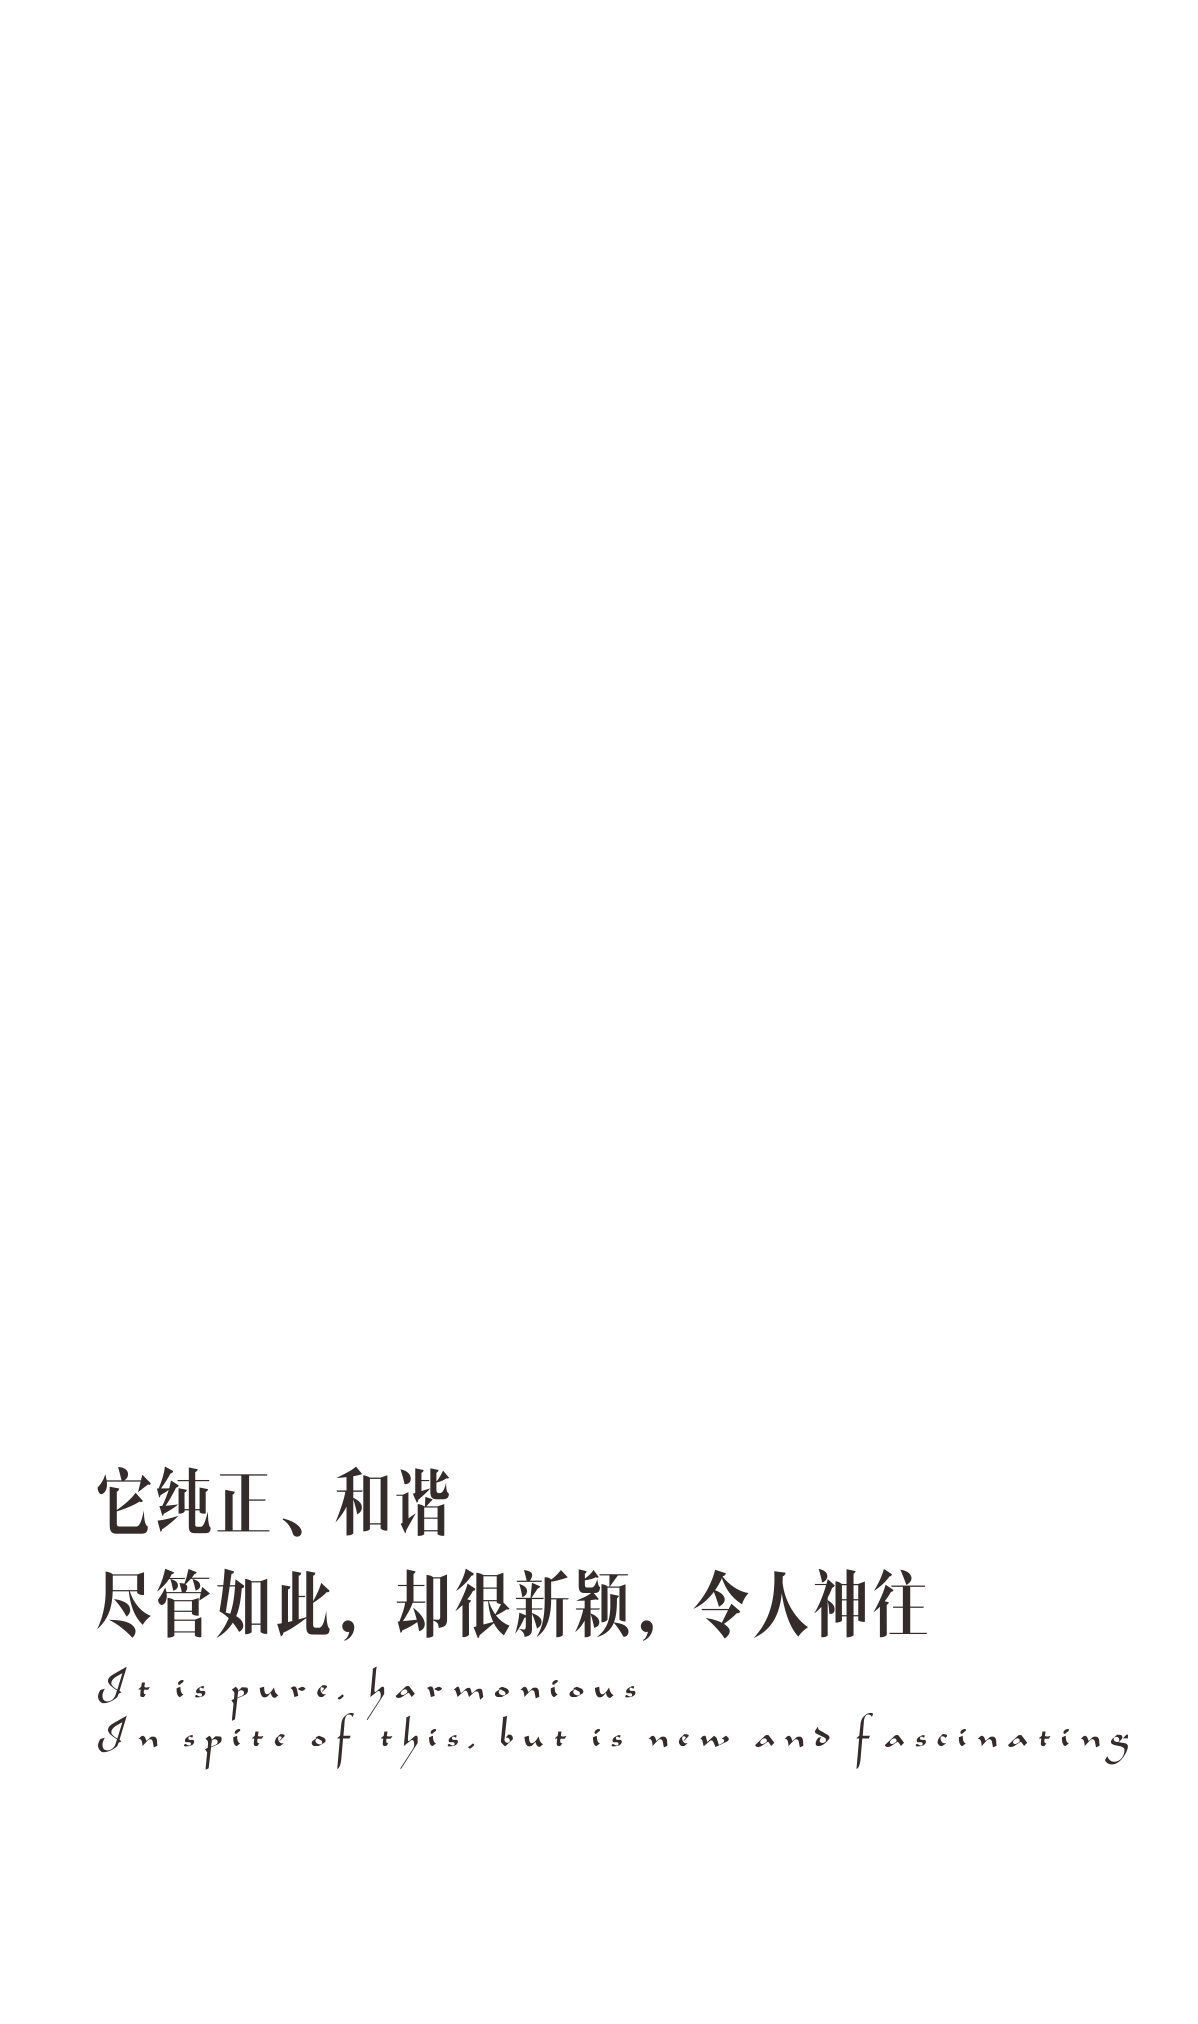 它纯正、和谐
尽管如此，却很新颖，令人神往
It is pure, harmonious
In spite of this, but is new and fascinating